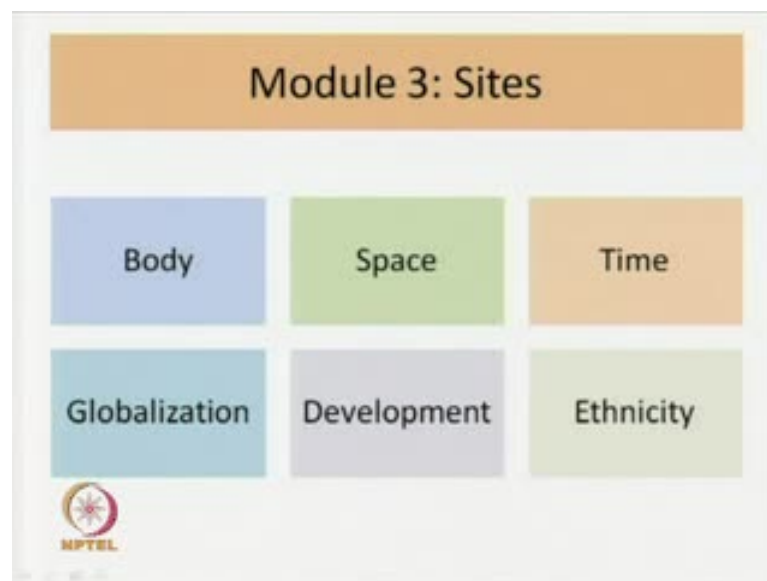 Module 3: Sites
Body Space Time
Globalization Development Ethnicity
NPTEL